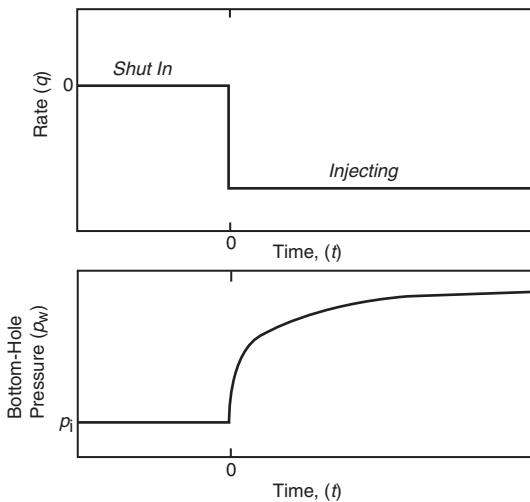 Rate (q)
0
Shut In
Injecting
0
Time, (t)
Bottom-Hole
Pressure (pw)
pi
0
Time, (t)